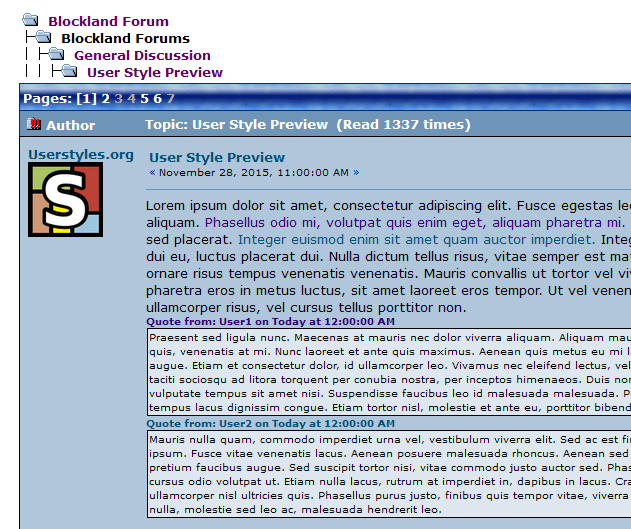 Blockland Forum
Blockland Forums
General Discussion
User Style Preview
Pages: [1] 2 3 4 5 6 7
Author Topic: User Style Preview (Read 1337 times)
Userstyles.org User Style Preview
S
« November 28, 2015, 11:00:00 AM »
Lorem ipsum dolor sit amet, consectetur adipiscing elit. Fusce egestas
aliquam. Phasellus odio mi, volutpat quis enim eget, aliquam pharetra mi.
sed placerat. Integer euismod enim sit amet quam auctor imperdiet.
dui eu, luctus placerat dui. Nulla dictum tellus risus, vitae semper est
ornare risus tempus venenatis venenatis. Mauris convallis ut tortor vel
pharetra eros in metus luctus, sit amet laoreet eros tempor. Ut vel
ullamcorper risus, vel cursus tellus porttitor non.
Quote from: User1 on Today at 12:00:00 AM
Praesent sed ligula nunc. Maecenas at mauris nec dolor viverra aliquam. Aliquam
quis, venenatis at mi. Nunc laoreet et ante quis maximus. Aenean quis metus eu mi
augue. Etiam et consectetur dolor, id ullamcorper leo. Vivamus nec eleifend lectus, vel
taciti sociosqu ad litora torquent per conubia nostra, per inceptos himenaeos. Duis
vulputate tempus sit amet nisi. Suspendisse faucibus leo id malesuada malesuada.
tempus lacus dignissim congue. Etiam tortor nisl, molestie et ante eu, porttitor
Quote from: User2 on Today at 12:00:00 AM
Mauris nulla quam, commodo imperdiet urna vel, vestibulum viverra elit. Sed ac est
ipsum. Fusce vitae venenatis lacus. Aenean posuere malesuada rhoncus. Aenean sed
pretium faucibus augue. Sed suscipit tortor nisi, vitae commodo justo auctor sed.
cursus odio volutpat ut. Etiam nulla lacus, rutrum at imperdiet in, dapibus in lacus.
ullamcorper nisl ultricies quis. Phasellus purus justo, finibus quis tempor vitae, viverra
nulla, molestie sed leo ac, malesuada hendrerit leo.